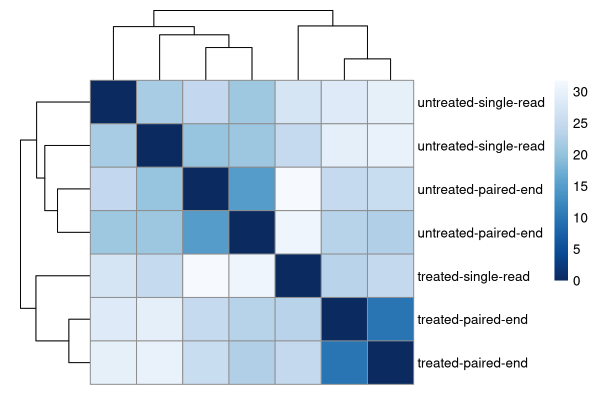 untreated-single-read
untreated-single-read
untreated-paired-end
untreated-paired-end
treated-single-read
treated-paired-end
treated-paired-end
30
25
20
15
10
5
0